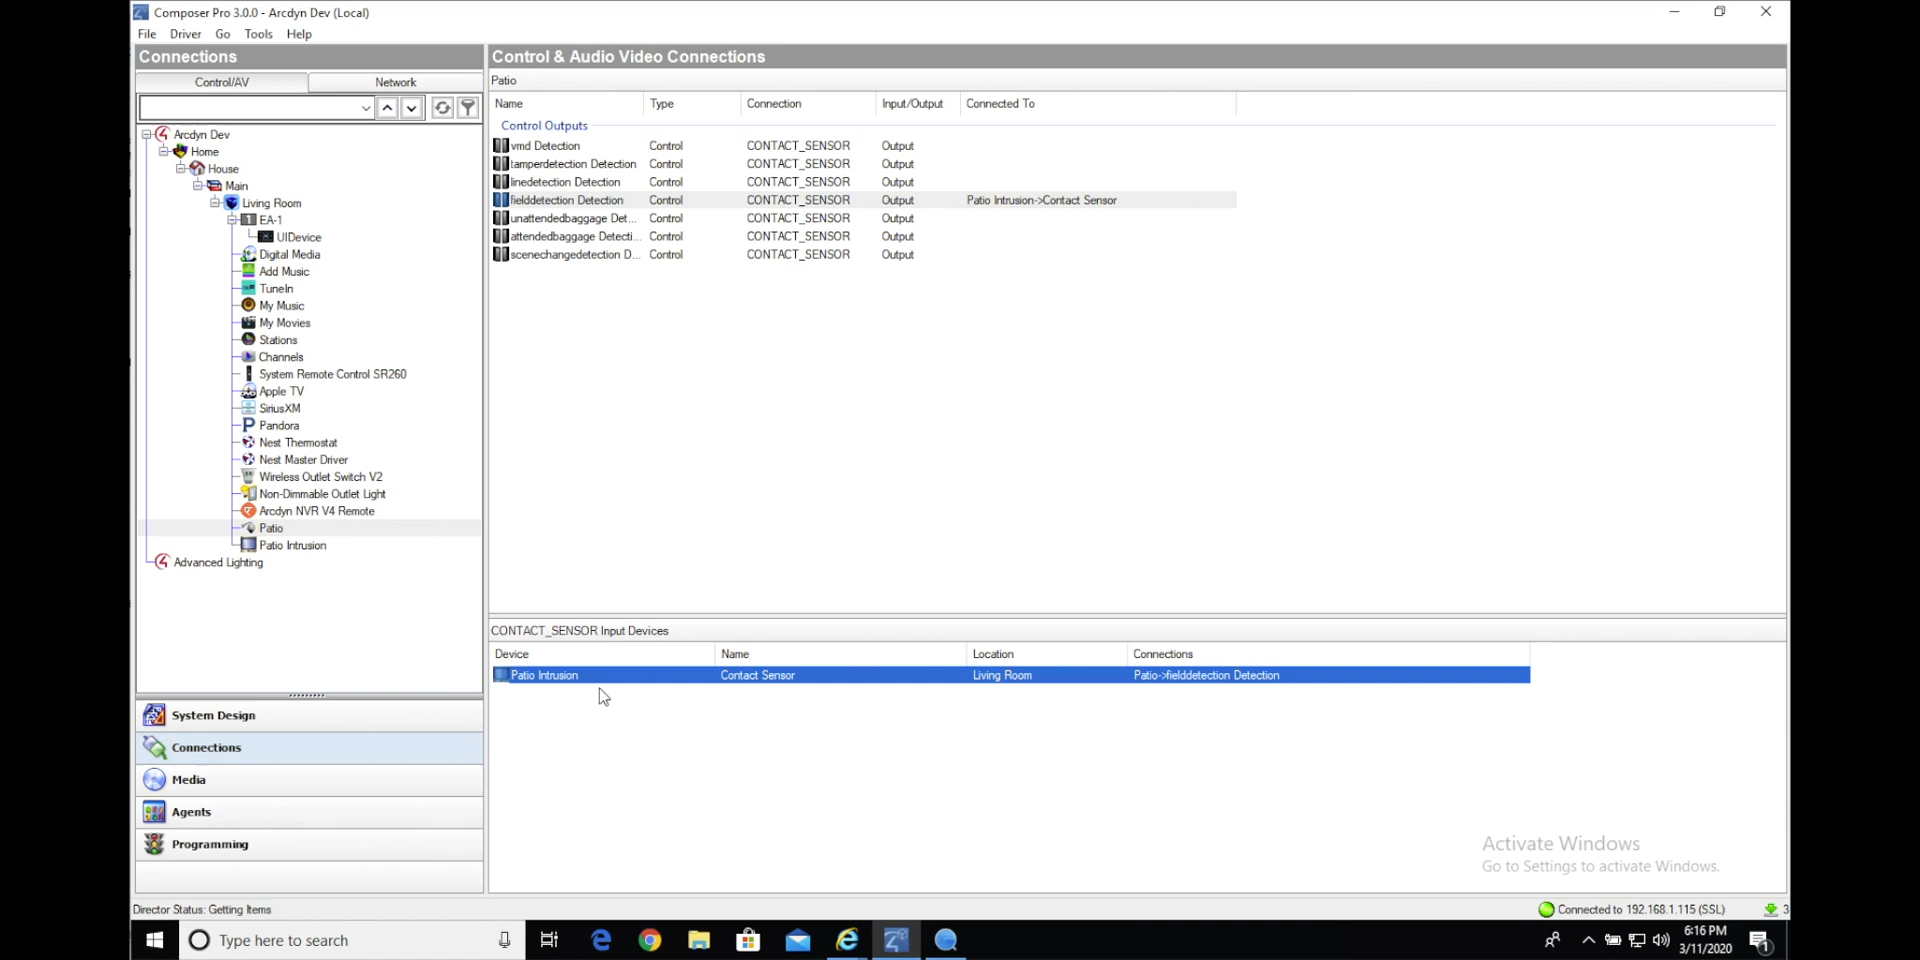 Composer Pro 3.0.0 - Arcdyn Dev (Local)
File Driver Go Tools Help
Connections
Control/AV Network
Arcdyn Dev
Home
House
Main
Living Room
EA-1
UIDevice
Digital Media
Add Music
TuneIn
My Music
My Movies
Stations
Channels
System Remote Control SR260
Apple TV
SiriusXM
Pandora
Nest Thermostat
Nest Master Driver
Wireless Outlet Switch V2
Non-Dimmable Outlet Light
Arcdyn NVR V4 Remote
Patio
Patio Intrusion
Advanced Lighting
System Design
Connections
Media
Agents
Programming
Control & Audio Video Connections
Patio
Name Type Connection Input/Output Connected To
Control Outputs
vmd Detection Control CONTACT_SENSOR Output
tamperdetection Detection Control CONTACT_SENSOR Output
linedetection Detection Control CONTACT_SENSOR Output
fielddetection Detection Control CONTACT_SENSOR Output Patio Intrusion->Contact Sensor
unattendedbaggage Det... Control CONTACT_SENSOR Output
attendedbaggage Detecti... Control CONTACT_SENSOR Output
scenechangedetection D... Control CONTACT_SENSOR Output
CONTACT_SENSOR Input Devices
Device Name Location Connections
Patio Intrusion Contact Sensor Living Room Patio->fielddetection Detection
Activate Windows
Go to Settings to activate Windows.
Director Status: Getting Items
Connected to 192.168.1.115 (SSL) 3
Type here to search
6:16 PM
3/11/2020
1